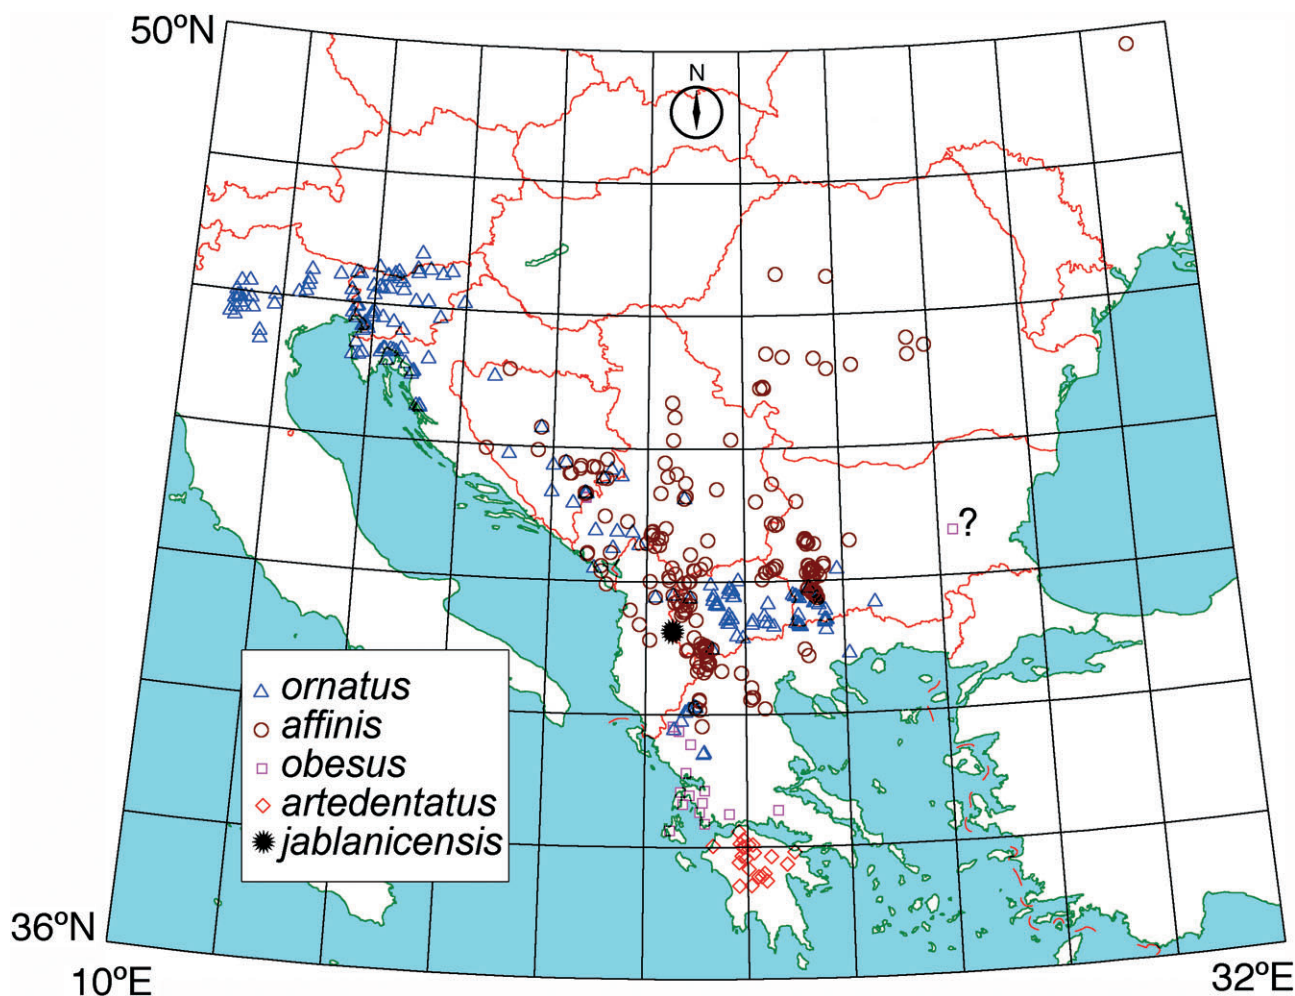 50ºN
N
?
ornatus
affinis
obesus
artedentatus
jablanicensis
36ºN
10ºE
32ºE